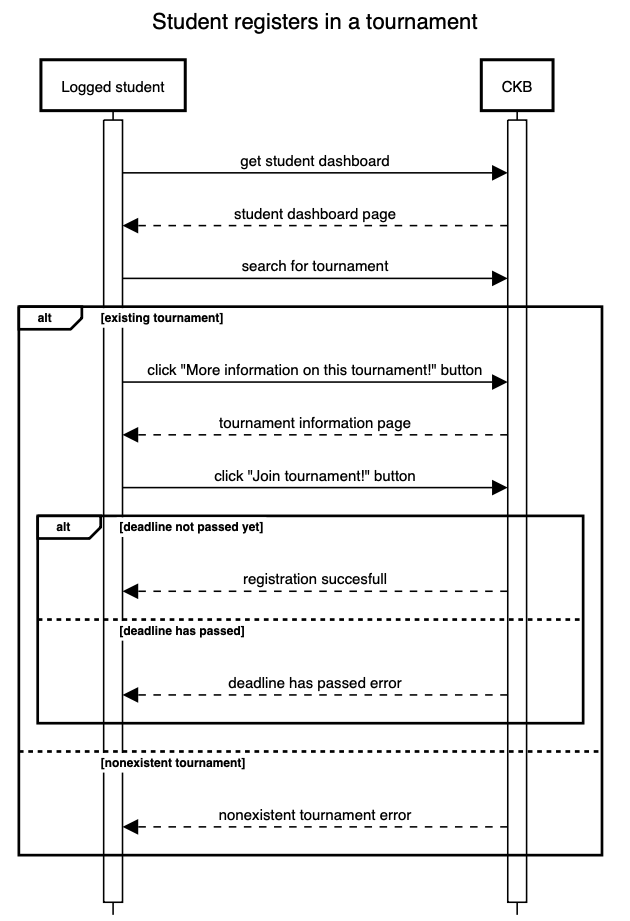 Student registers in a tournament
Logged student
CKB
get student dashboard
student dashboard page
search for tournament
alt
[existing tournament]
click "More information on this tournament!" button
tournament information page
click "Join tournament!" button
alt
[deadline not passed yet]
registration succesfull
[deadline has passed]
deadline has passed error
[nonexistent tournament]
nonexistent tournament error